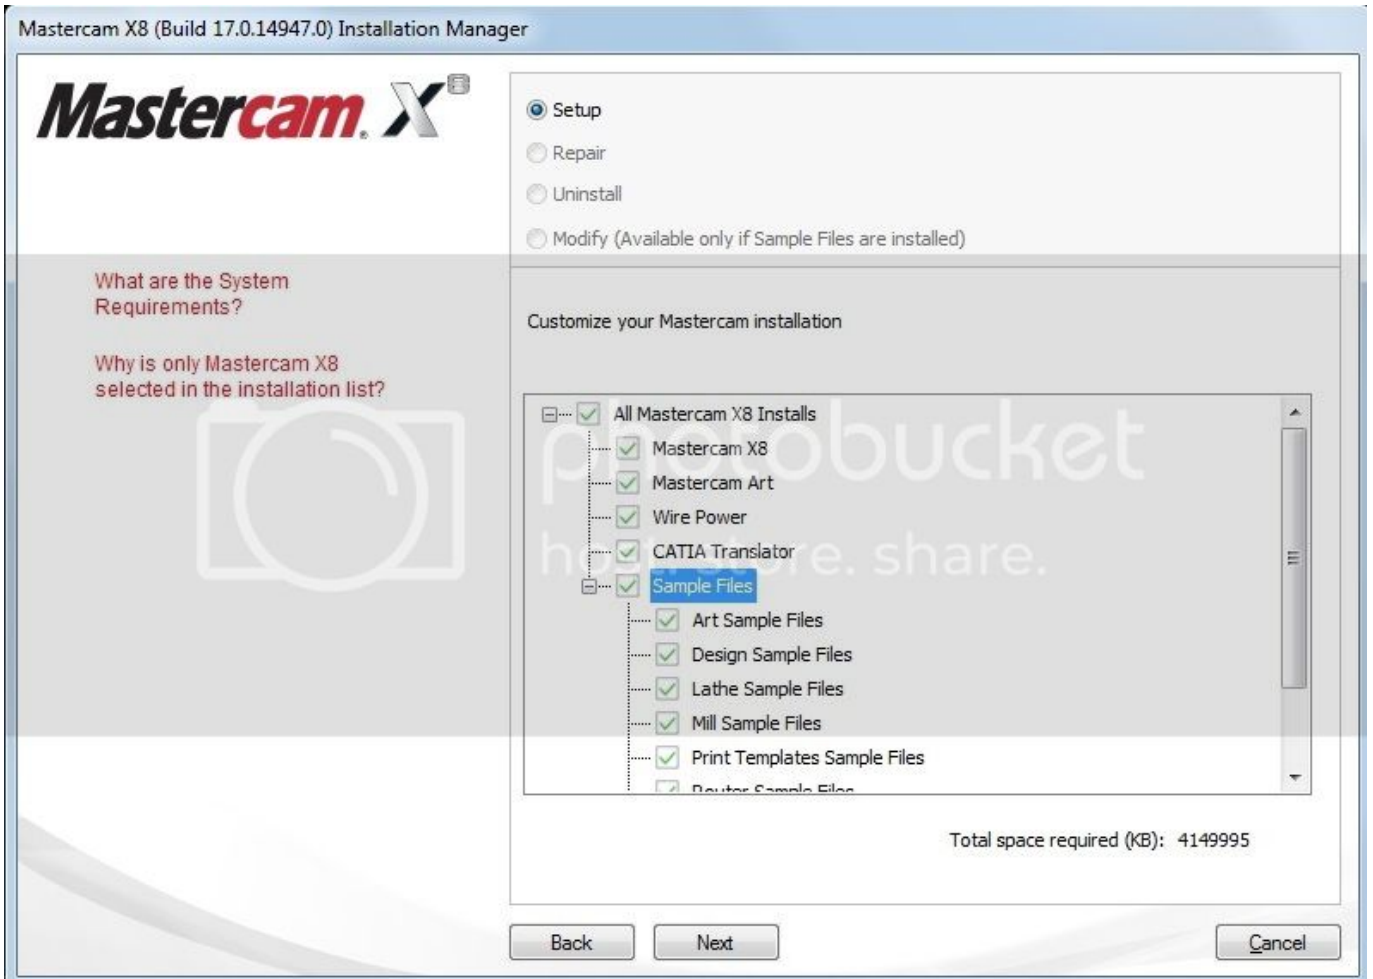 Mastercam X8 (Build 17.0.14947.0) Installation Manager
Mastercam. X®
Setup
Repair
Uninstall
Modify (Available only if Sample Files are installed)
What are the System
Requirements?
Why is only Mastercam X8
selected in the installation list?
Customize your Mastercam installation
All Mastercam X8 Installs
Mastercam X8
Mastercam Art
Wire Power
CATIA Translator
Sample Files
Art Sample Files
Design Sample Files
Lathe Sample Files
Mill Sample Files
Print Templates Sample Files
Router Sample Files
photobucket
host. store. share.
Total space required (KB): 4149995
Back
Next
Cancel